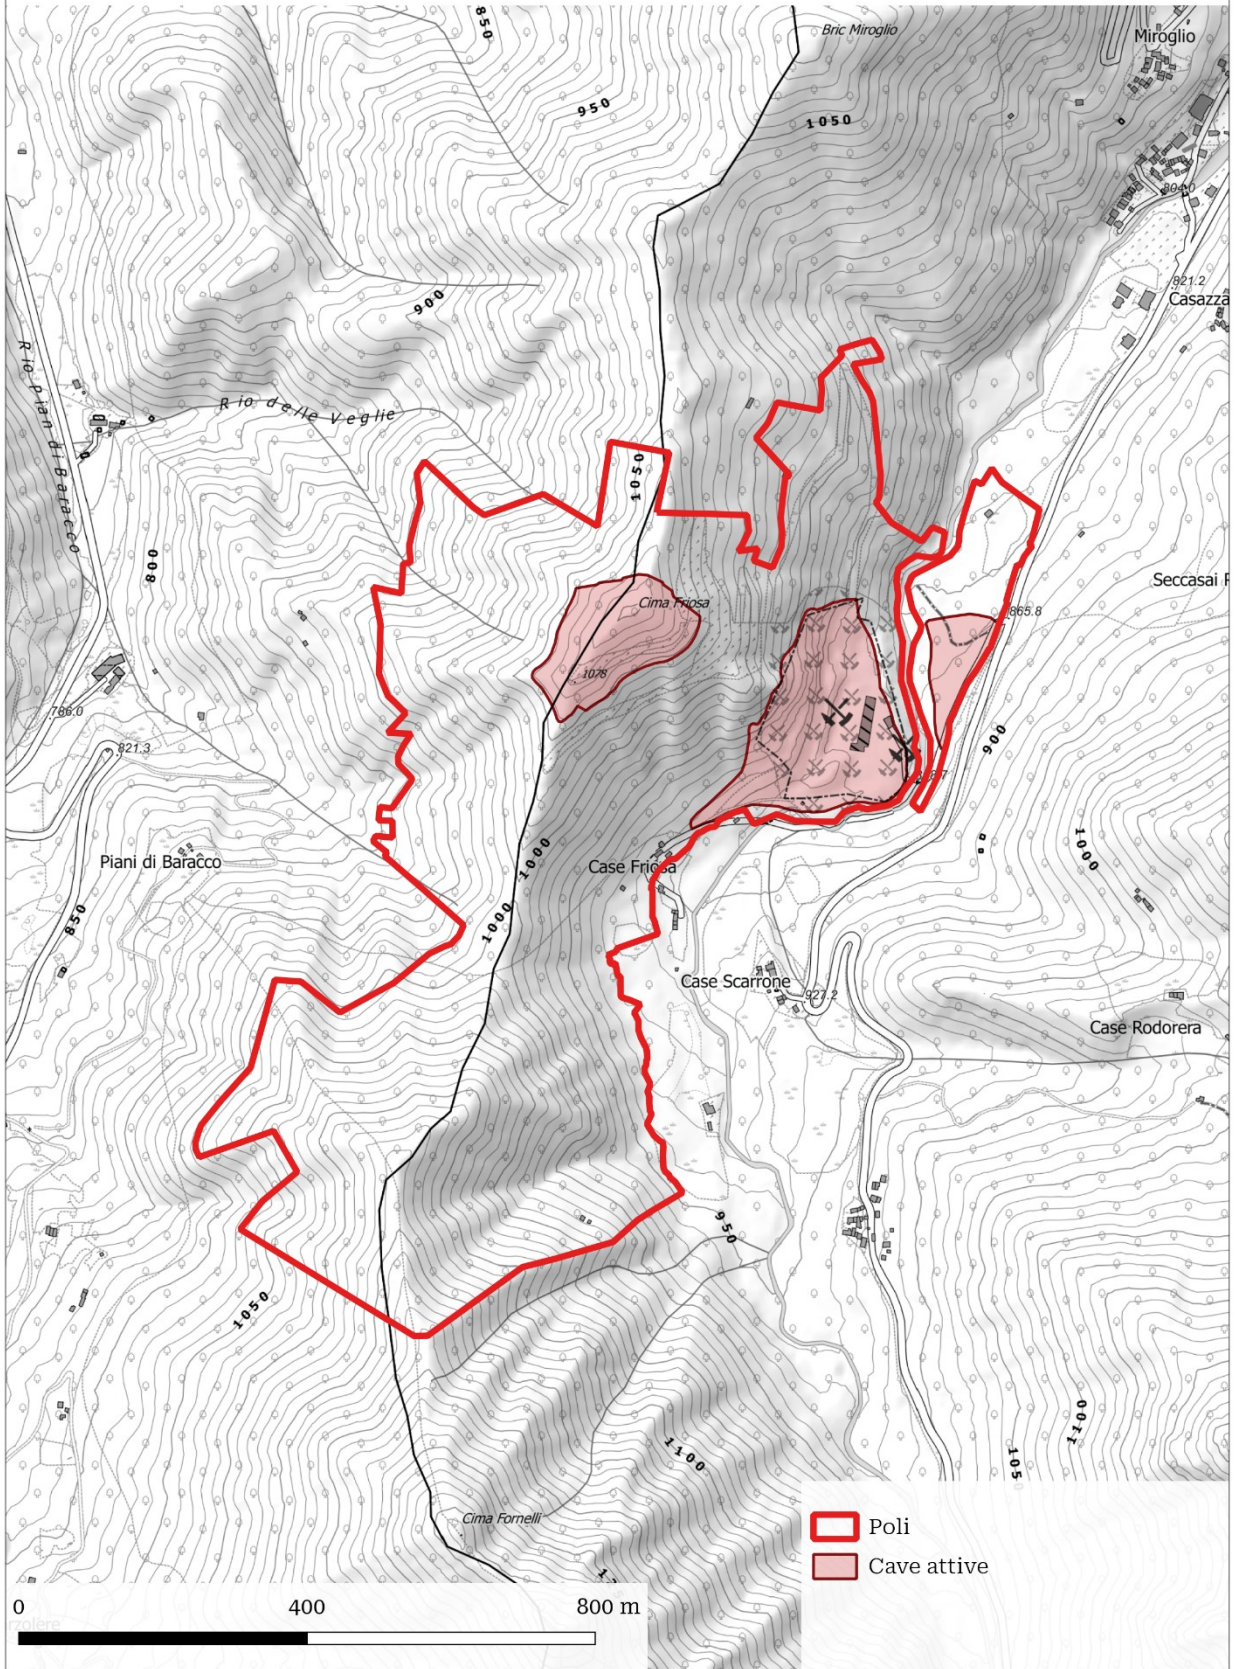 850
Bric Miroglio
Miroglio
950
1050
804.0
821.2
Casazza
900
Rio delle Veglie
Rio pian di Baracco
1050
800
Seccasai
865.8
Cima Friosa
1078
786.0
821.3
900
1000
1000
Piani di Baracco
Case Friosa
850
1000
Case Scarrone
927.2
Case Rodorera
950
1050
1100
1100
105
Cima Fornelli
Poli
Cave attive
0 400 800 m
rzolere